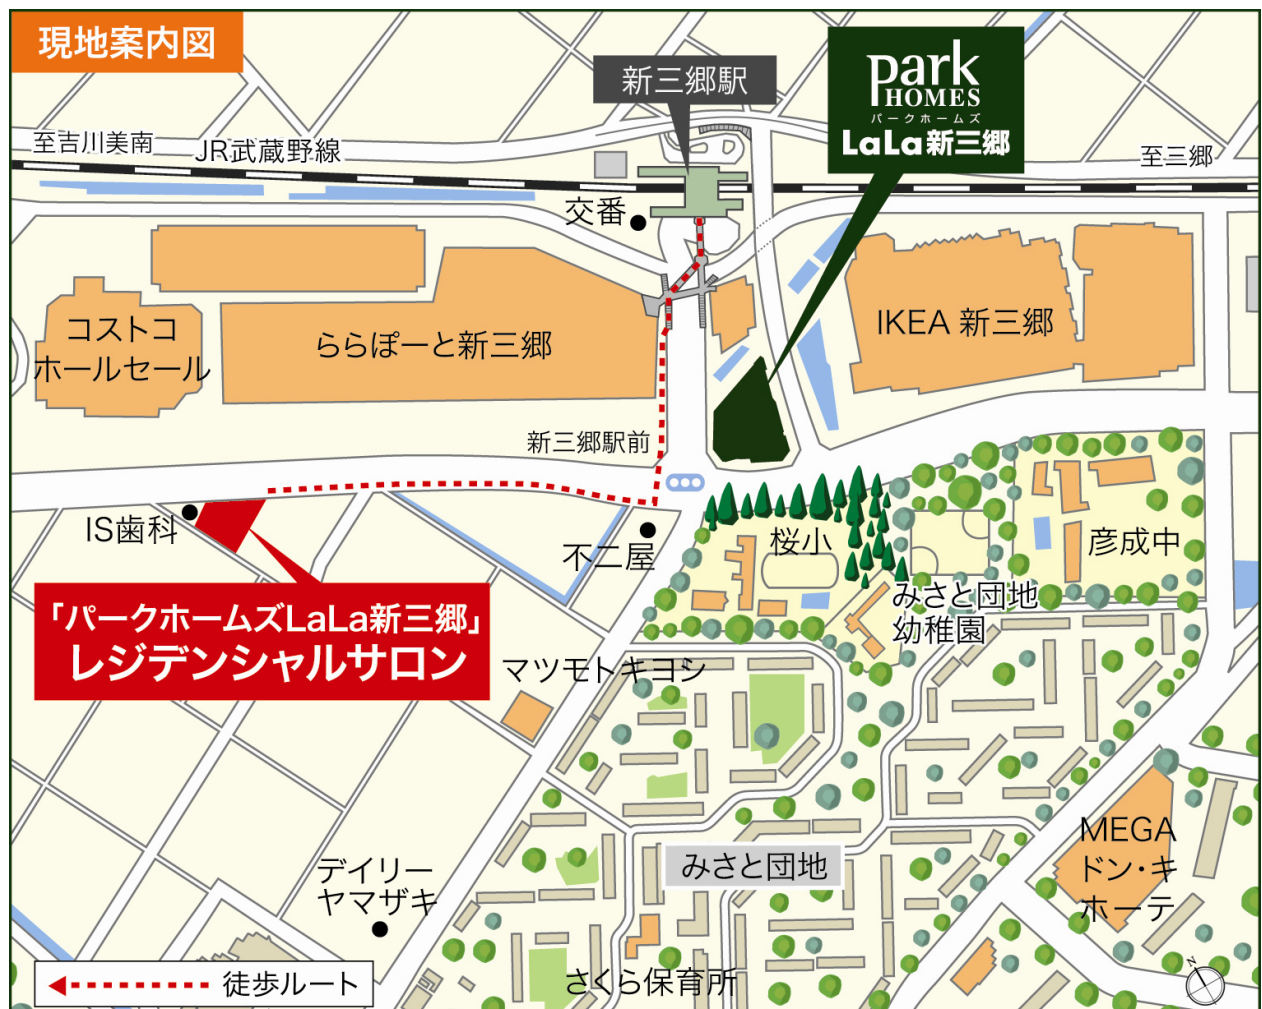 現地案内図
新三郷駅
park
HOMES
パークホームズ
LaLa新三郷
至吉川美南
JR武蔵野線
至三郷
交番
コストコ
ホールセール
ららぽーと新三郷
IKEA 新三郷
新三郷駅前
IS歯科
不二屋
桜小
彦成中
みさと団地
幼稚園
「パークホームズLaLa新三郷」
レジデンシャルサロン
マツモトキヨシ
MEGA
ドン・キ
ホーテ
みさと団地
デイリー
ヤマザキ
さくら保育所
徒歩ルート
N